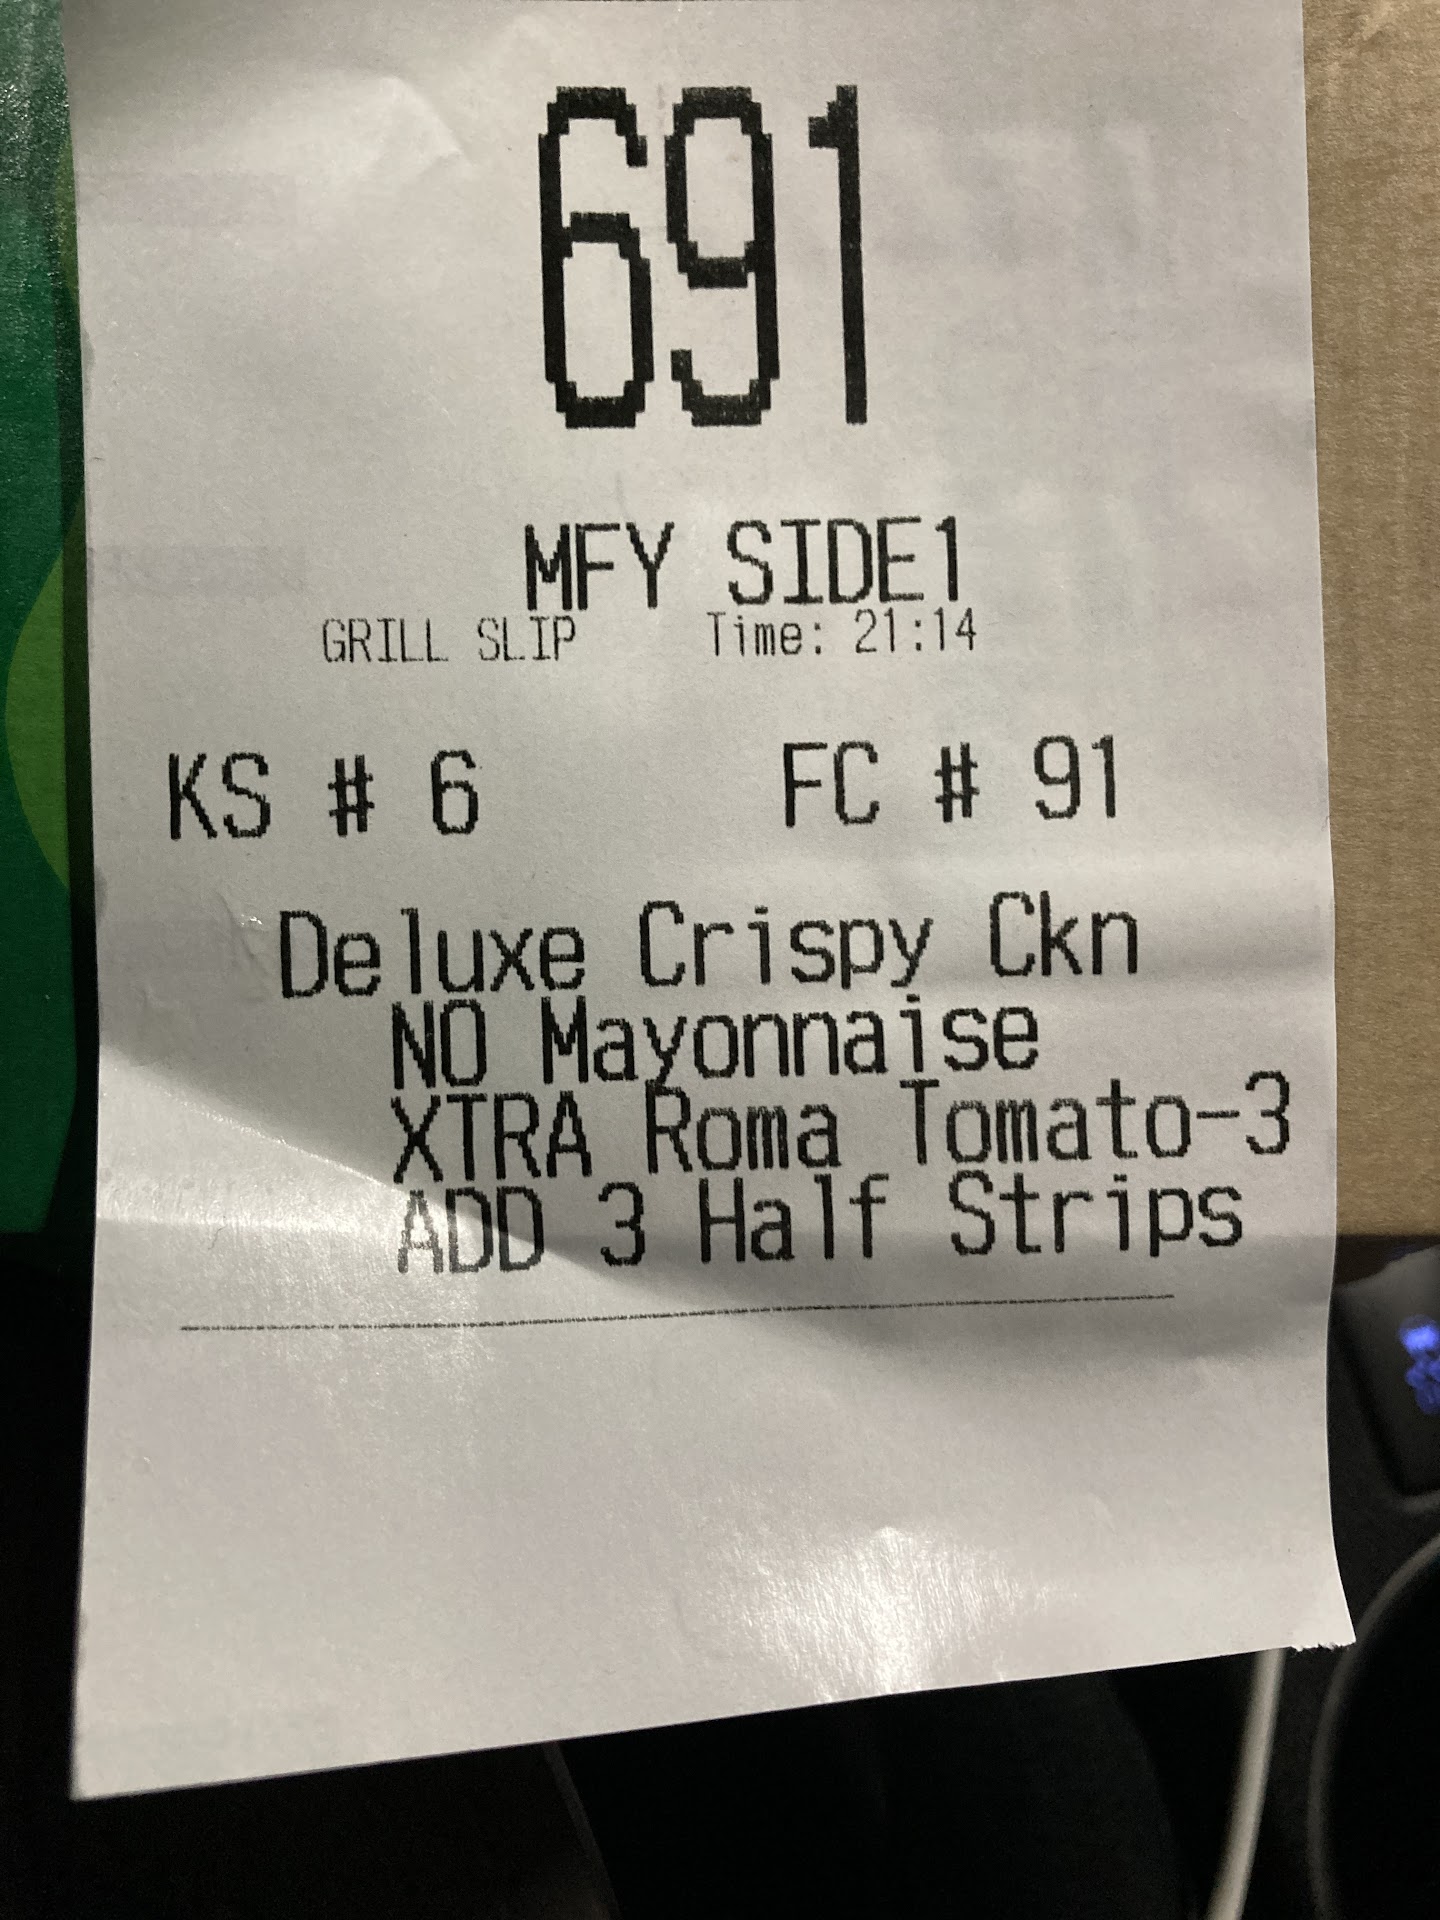 691
MFY SIDE1
GRILL SLIP Time: 21:14
KS # 6 FC # 91
Deluxe Crispy Ckn
NO Mayonnaise
XTRA Roma Tomato-3
ADD 3 Half Strips